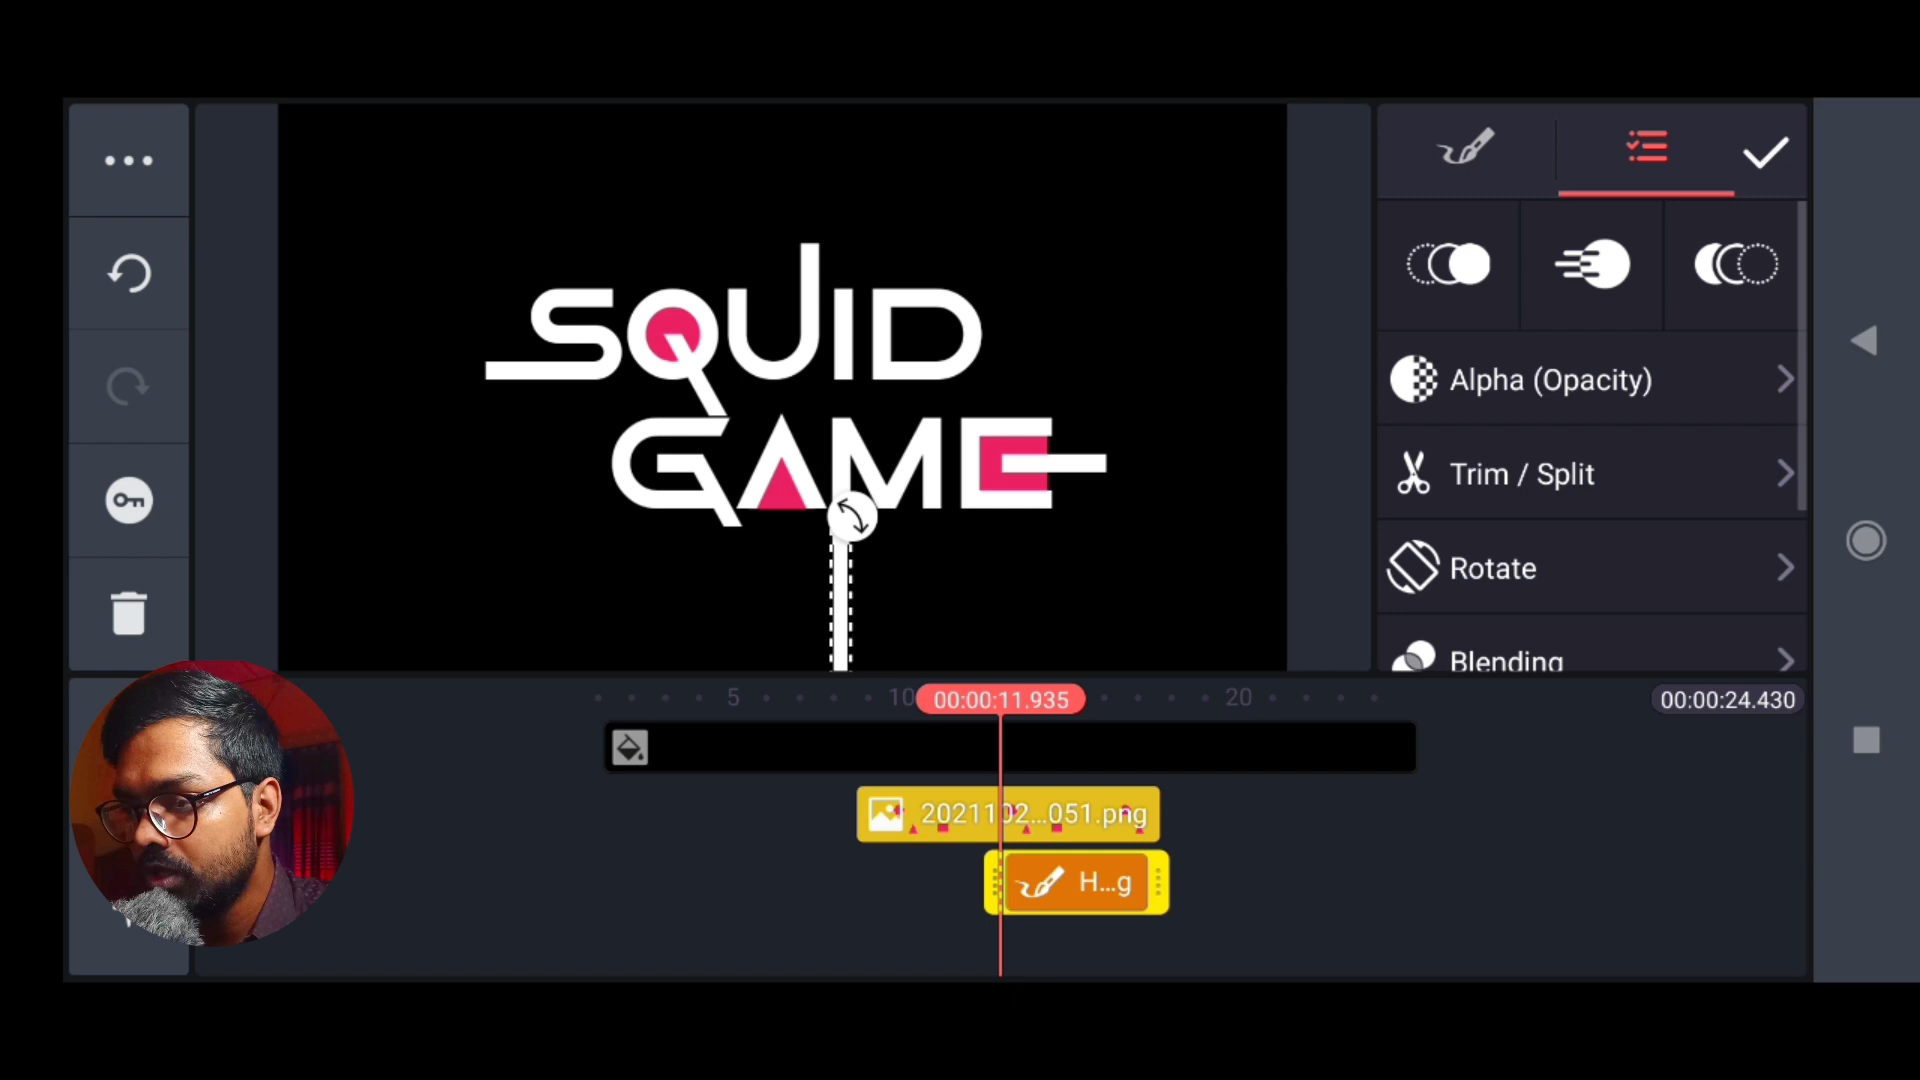 SQUID
GAME
Alpha (Opacity)
Trim / Split
Rotate
Blending
5
10
00:00:11.935
20
00:00:24.430
2021102...051.png
H...g